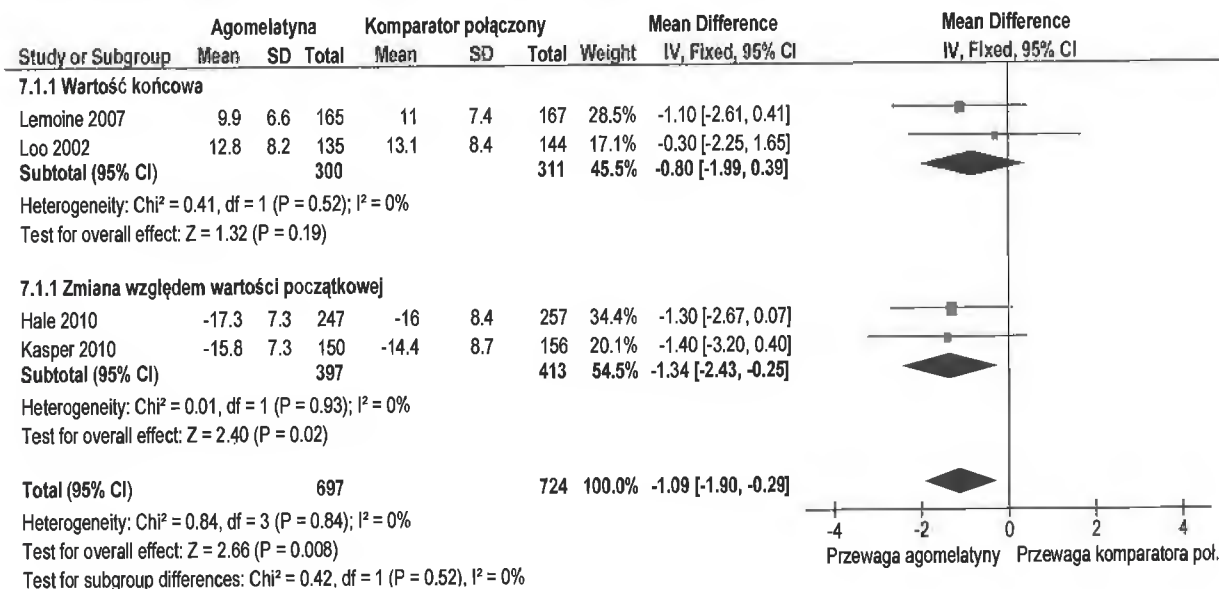 Agomelatyna Komparator połączony Mean Difference Mean Difference
Study or Subgroup Mean SD Total Mean SD Total Weight IV, Fixed, 95% CI IV, Fixed, 95% CI
7.1.1 Wartość końcowa
Lemoine 2007 9.9 6.6 165 11 7.4 167 28.5% -1.10 [-2.61, 0.41]
Loo 2002 12.8 8.2 135 13.1 8.4 144 17.1% -0.30 [-2.25, 1.65]
Subtotal (95% CI) 300 311 45.5% -0.80 [-1.99, 0.39]
Heterogeneity: Chi² = 0.41, df = 1 (P = 0.52); I² = 0%
Test for overall effect: Z = 1.32 (P = 0.19)
7.1.1 Zmiana względem wartości początkowej
Hale 2010 -17.3 7.3 247 -16 8.4 257 34.4% -1.30 [-2.67, 0.07]
Kasper 2010 -15.8 7.3 150 -14.4 8.7 156 20.1% -1.40 [-3.20, 0.40]
Subtotal (95% CI) 397 413 54.5% -1.34 [-2.43, -0.25]
Heterogeneity: Chi² = 0.01, df = 1 (P = 0.93); I² = 0%
Test for overall effect: Z = 2.40 (P = 0.02)
Total (95% CI) 697 724 100.0% -1.09 [-1.90, -0.29]
Heterogeneity: Chi² = 0.84, df = 3 (P = 0.84); I² = 0%
Test for overall effect: Z = 2.66 (P = 0.008)
Test for subgroup differences: Chi² = 0.42, df = 1 (P = 0.52), I² = 0%
-4 -2 0 2 4
Przewaga agomelatyny Przewaga komparatora poł.